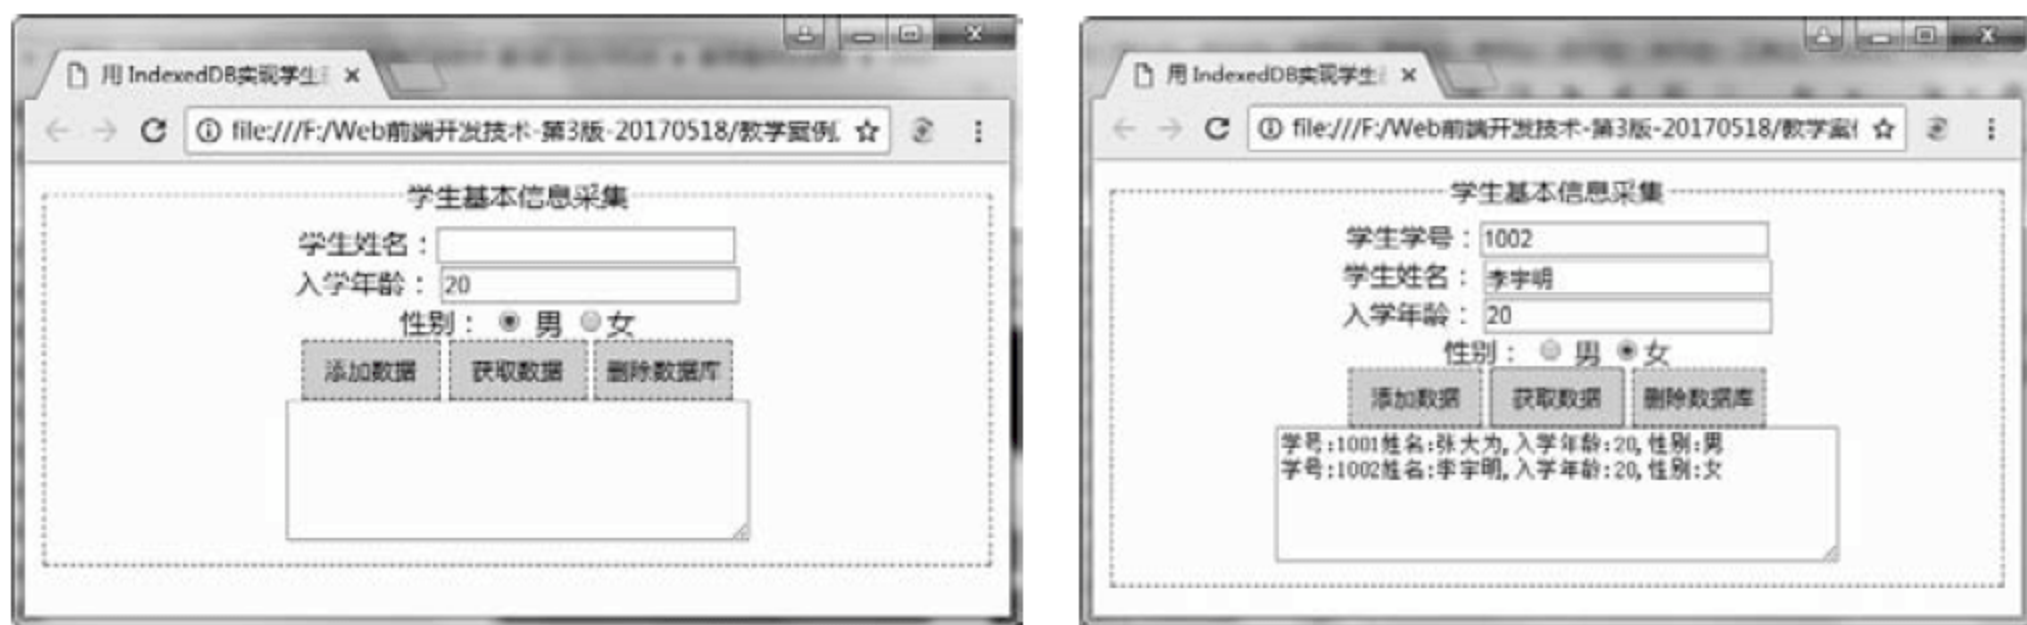 用 IndexedDB实现学生
file:///F:/Web前端开发技术-第3版-20170518/教学案例
学生基本信息采集
学生姓名：
入学年龄： 20
性别： 男 女
添加数据 获取数据 删除数据库
用 IndexedDB实现学生
file:///F:/Web前端开发技术-第3版-20170518/教学案
学生基本信息采集
学生学号： 1002
学生姓名： 李宇明
入学年龄： 20
性别： 男 女
添加数据 获取数据 删除数据库
学号:1001姓名:张大为,入学年龄:20,性别:男
学号:1002姓名:李宇明,入学年龄:20,性别:女